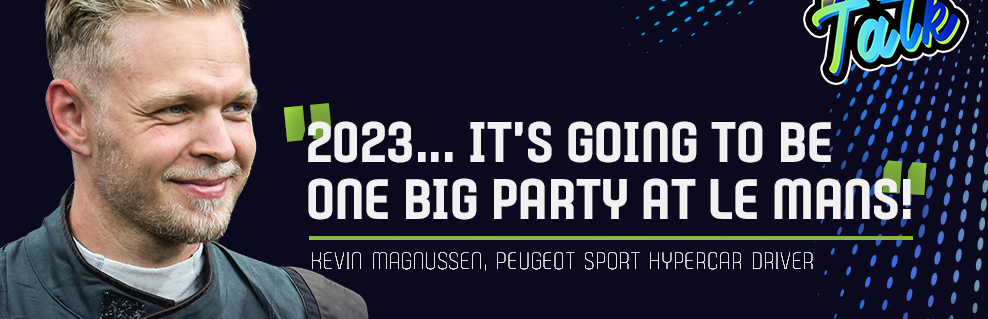 Talk
"2023... IT'S GOING TO BE
ONE BIG PARTY AT LE MANS!"
KEVIN MAGNUSSEN, PEUGEOT SPORT HYPERCAR DRIVER